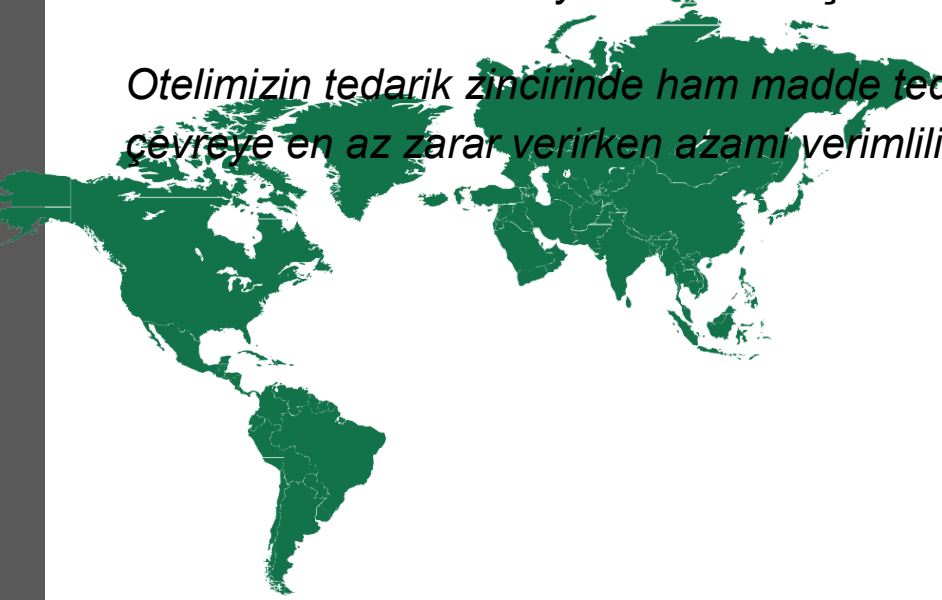 Otelimizin tedarik zincirinde ham madde
çevreye en az zarar verirken azami